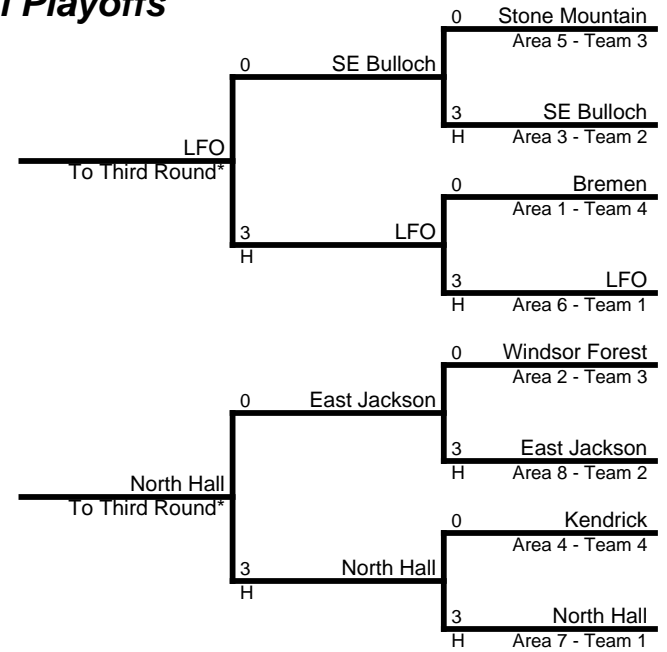 Playoffs
0 Stone Mountain
Area 5 - Team 3
0 SE Bulloch
3 SE Bulloch
H Area 3 - Team 2
LFO
To Third Round*
0 Bremen
Area 1 - Team 4
3 LFO
H
3 LFO
H Area 6 - Team 1
0 Windsor Forest
Area 2 - Team 3
0 East Jackson
3 East Jackson
H Area 8 - Team 2
North Hall
To Third Round*
0 Kendrick
Area 4 - Team 4
3 North Hall
H
3 North Hall
H Area 7 - Team 1